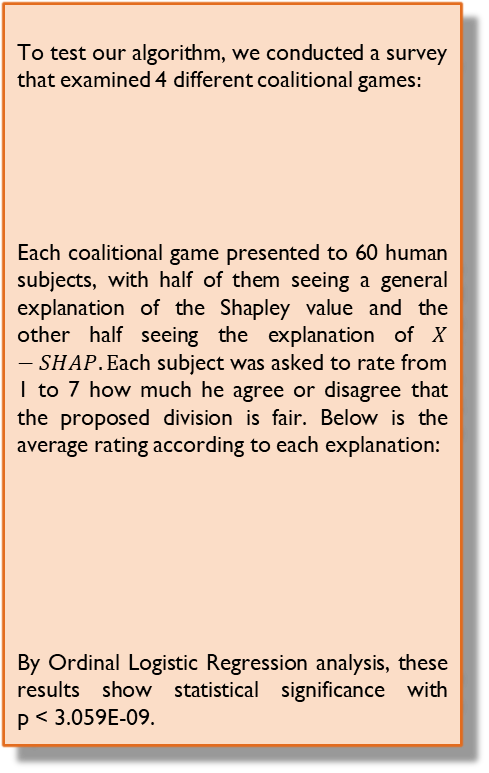 To test our algorithm, we conducted a survey
that examined 4 different coalitional games:
Each coalitional game presented to 60 human
subjects, with half of them seeing a general
explanation of the Shapley value and the
other half seeing the explanation of X
− SHAP. Each subject was asked to rate from
1 to 7 how much he agree or disagree that
the proposed division is fair. Below is the
average rating according to each explanation:
By Ordinal Logistic Regression analysis, these
results show statistical significance with
p < 3.059E-09.